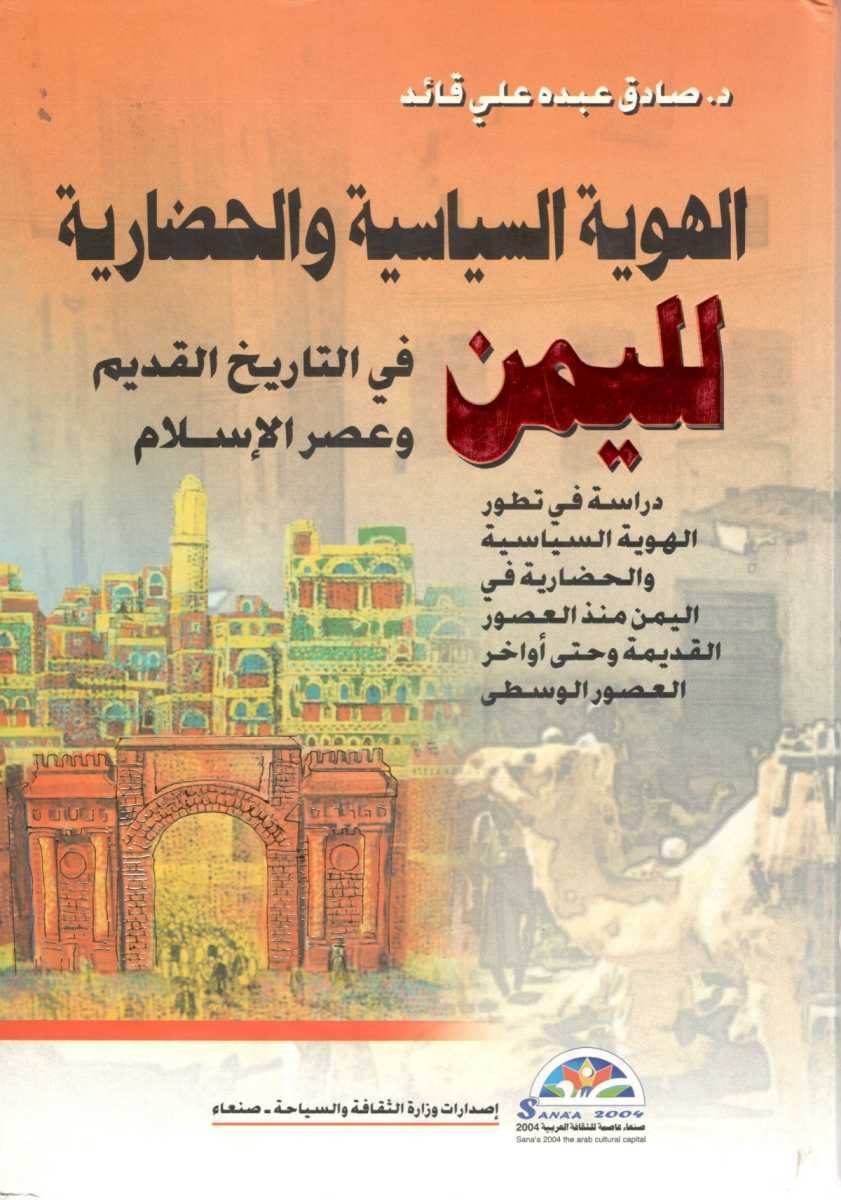 د. صادق عبده علي قائد
الهوية السياسية والحضارية
لليمن
في التاريخ القديم
وعصر الإسلام
دراسة في تطور
الهوية السياسية
والحضارية في
اليمن منذ العصور
القديمة وحتى أواخر
العصور الوسطى
SANA'A 2004
صنعاء عاصمة للثقافة العربية 2004
Sana'a 2004 the arab cultural capital
إصدارات وزارة الثقافة والسياحة - صنعاء